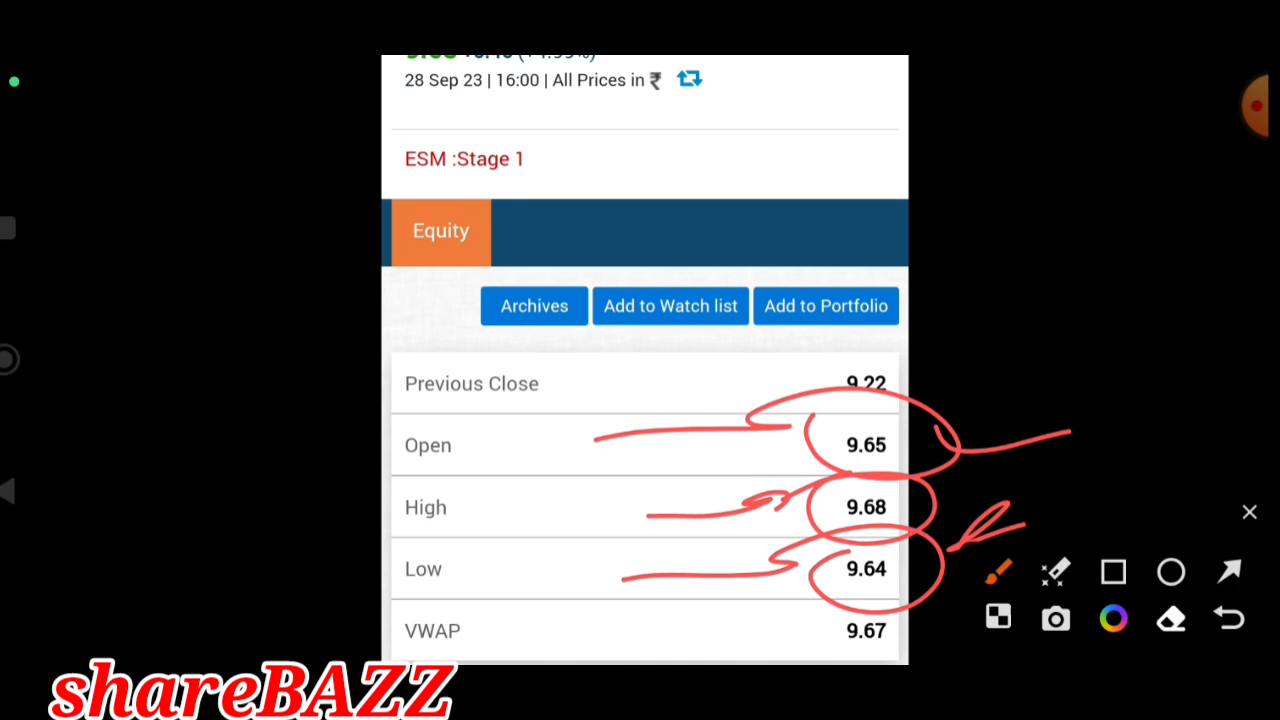 28 Sep 23 | 16:00 | All Prices in ₹
ESM :Stage 1
Equity
Archives Add to Watch list Add to Portfolio
Previous Close 9.22
Open 9.65
High 9.68
Low 9.64
VWAP 9.67
shareBAZZ